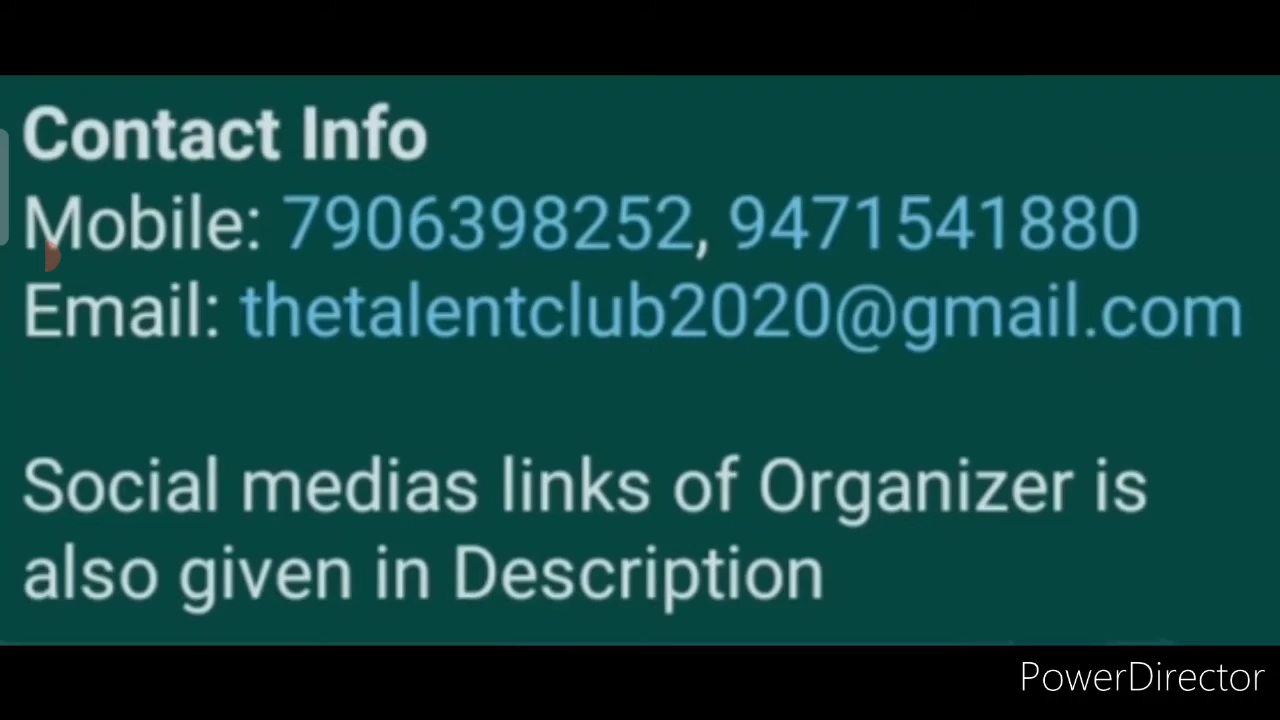 Contact Info
Mobile: 7906398252, 9471541880
Email: thetalentclub2020@gmail.com
Social medias links of Organizer is
also given in Description
PowerDirector